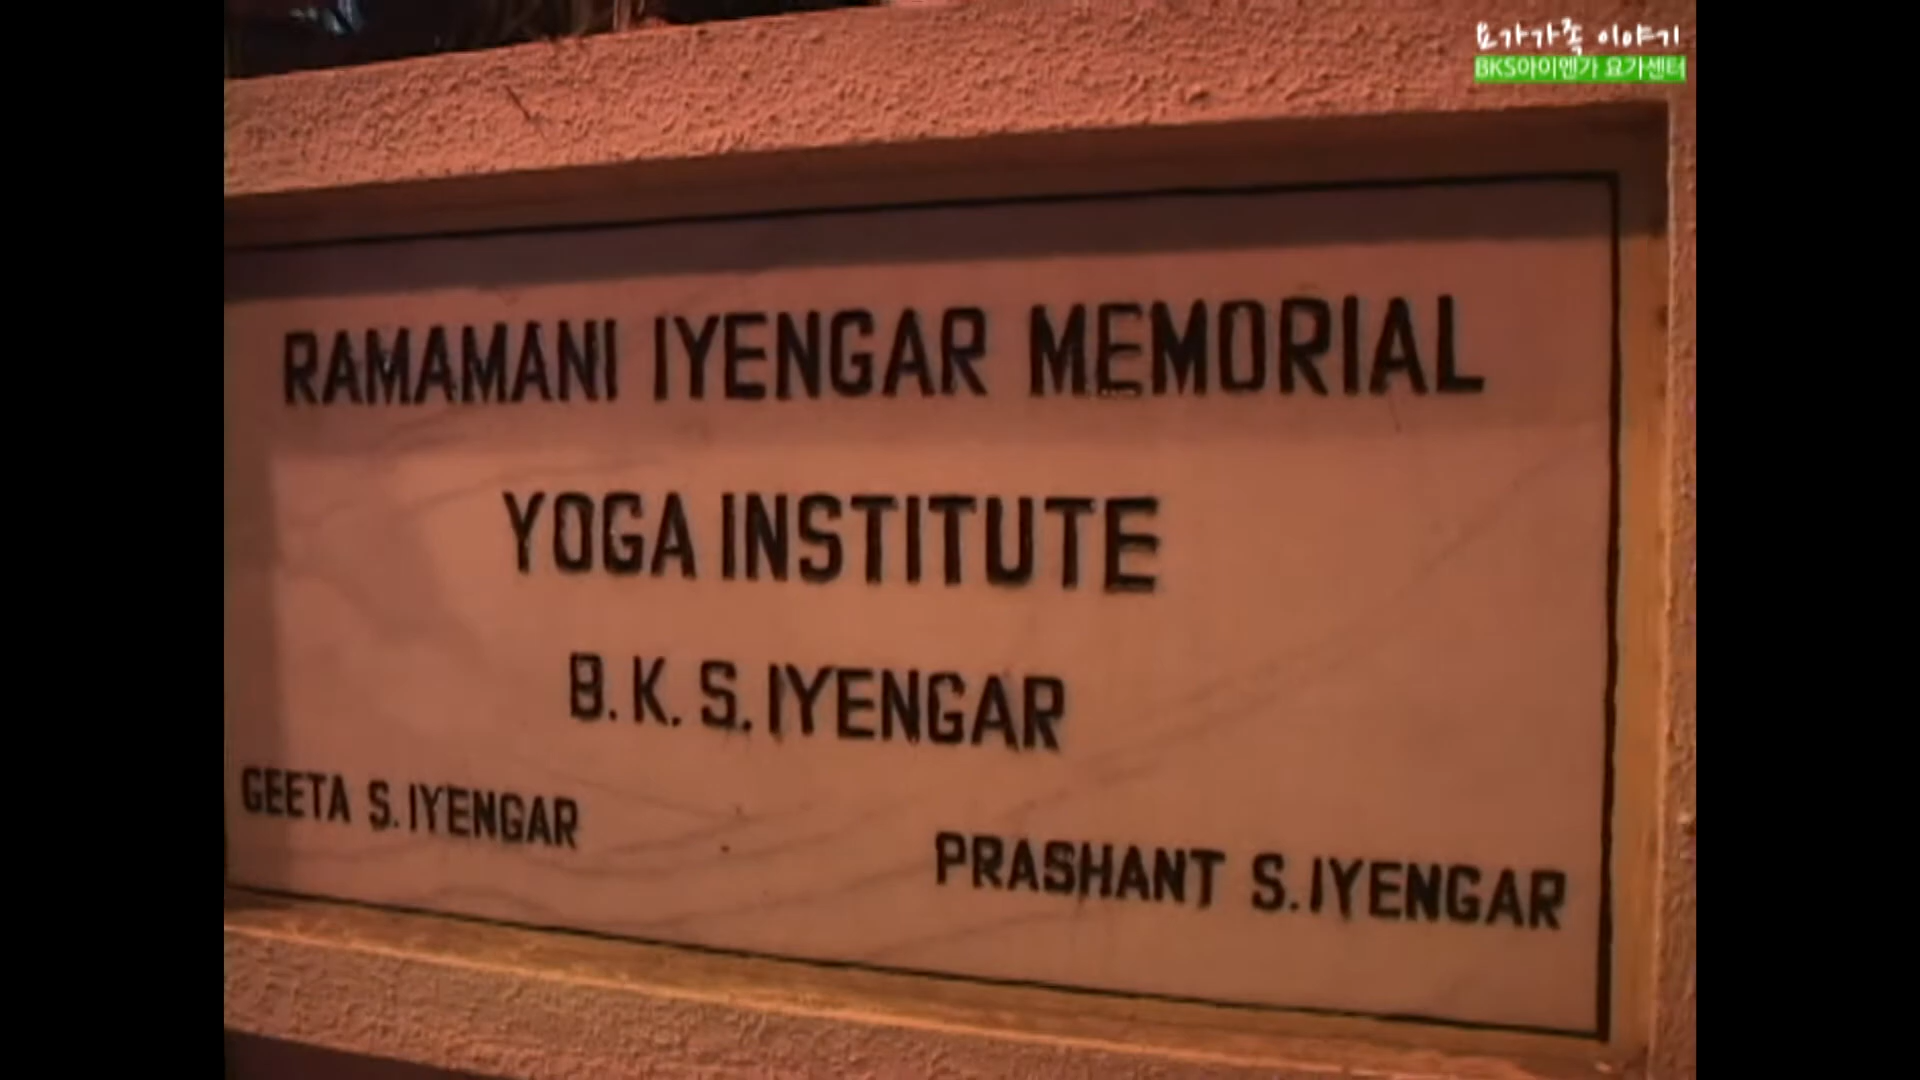 요가가족 이야기
BKS아이엔가 요가센터
RAMAMANI IYENGAR MEMORIAL
YOGA INSTITUTE
B. K. S. IYENGAR
GEETA S. IYENGAR
PRASHANT S. IYENGAR